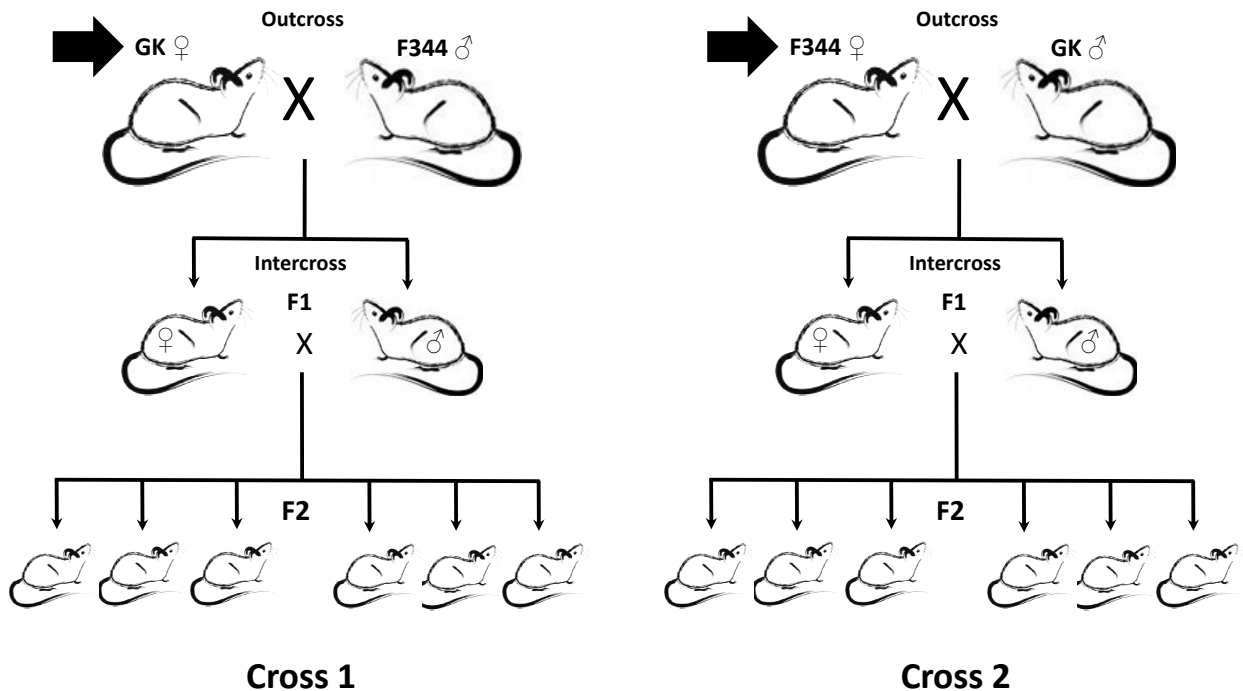 Outcross
GK ♀
F344 ♂
X
Intercross
F1
♀
X
♂
F2
Cross 1
Outcross
F344 ♀
GK ♂
X
Intercross
F1
♀
X
♂
F2
Cross 2